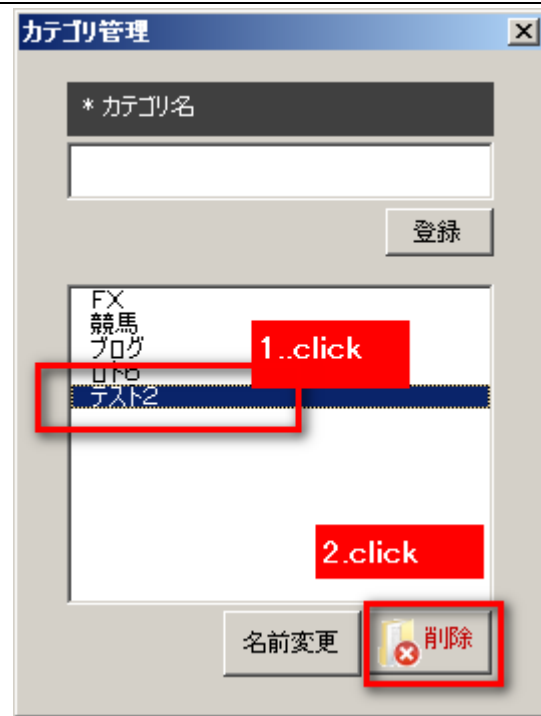 カテゴリ管理
* カテゴリ名
登録
FX
競馬
ブログ
1..click
ロト6
テスト2
2.click
名前変更
削除